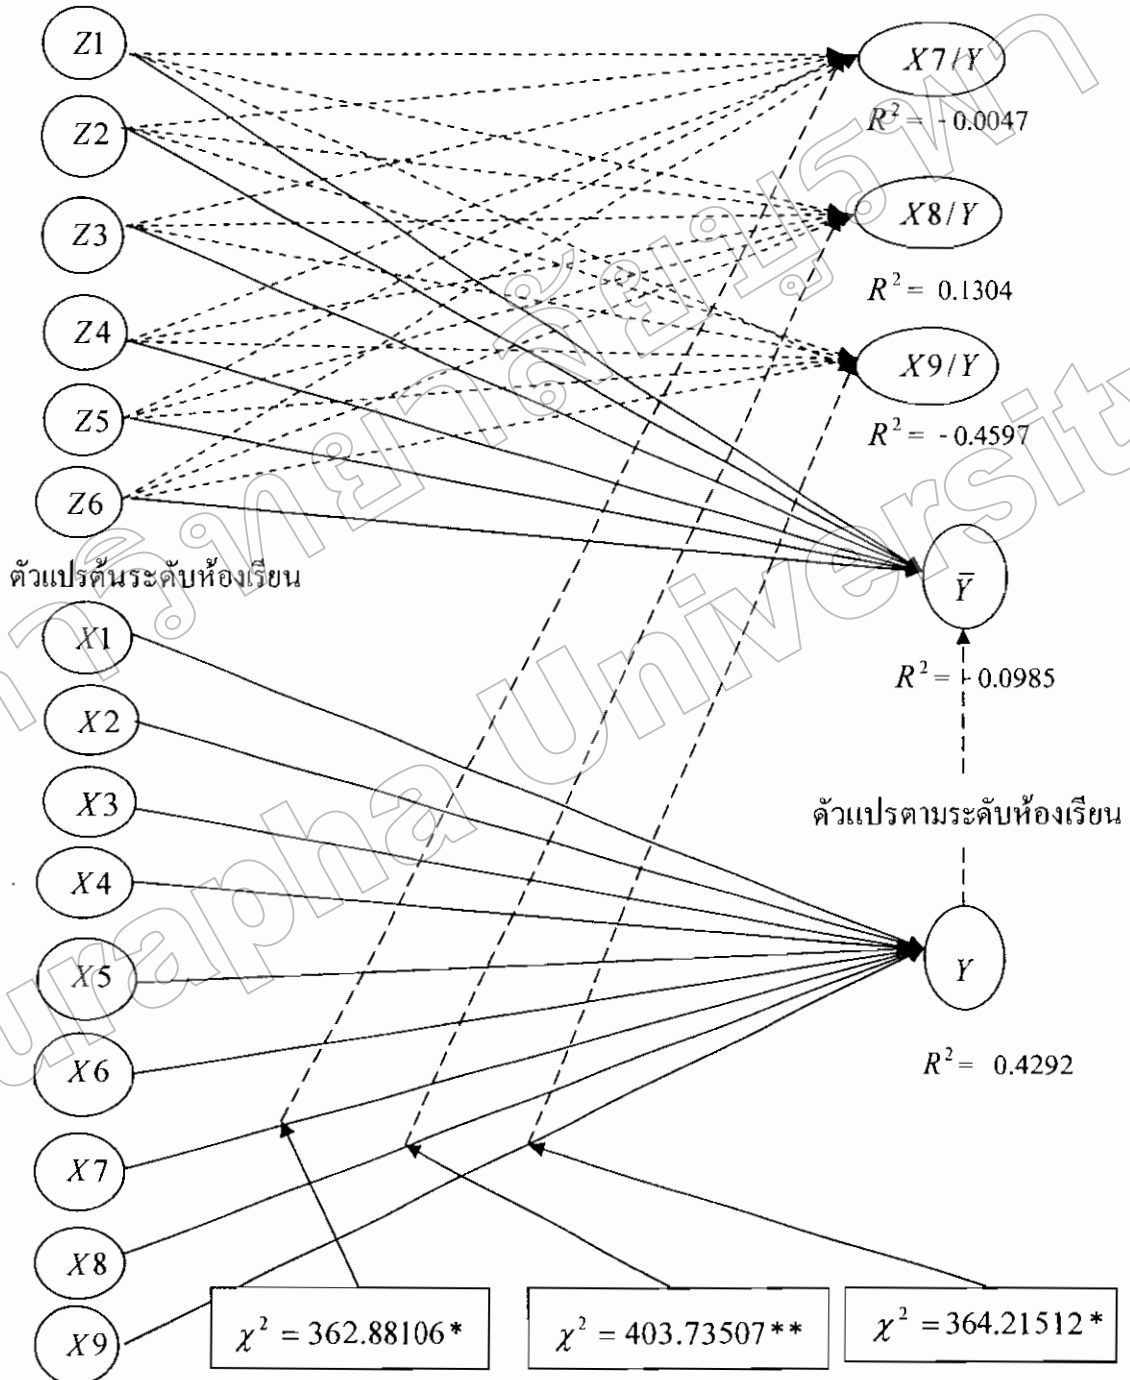 Z1
X7/Y
R² = -0.0047
Z2
Z3
X8/Y
R² = 0.1304
Z4
X9/Y
R² = -0.4597
Z5
Z6
ตัวแปรต้นระดับห้องเรียน
Ȳ
R² = -0.0985
X1
X2
X3
ตัวแปรตามระดับห้องเรียน
X4
X5
Y
R² = 0.4292
X6
X7
X8
X9
χ² = 362.88106*
χ² = 403.73507**
χ² = 364.21512*
Burapha University